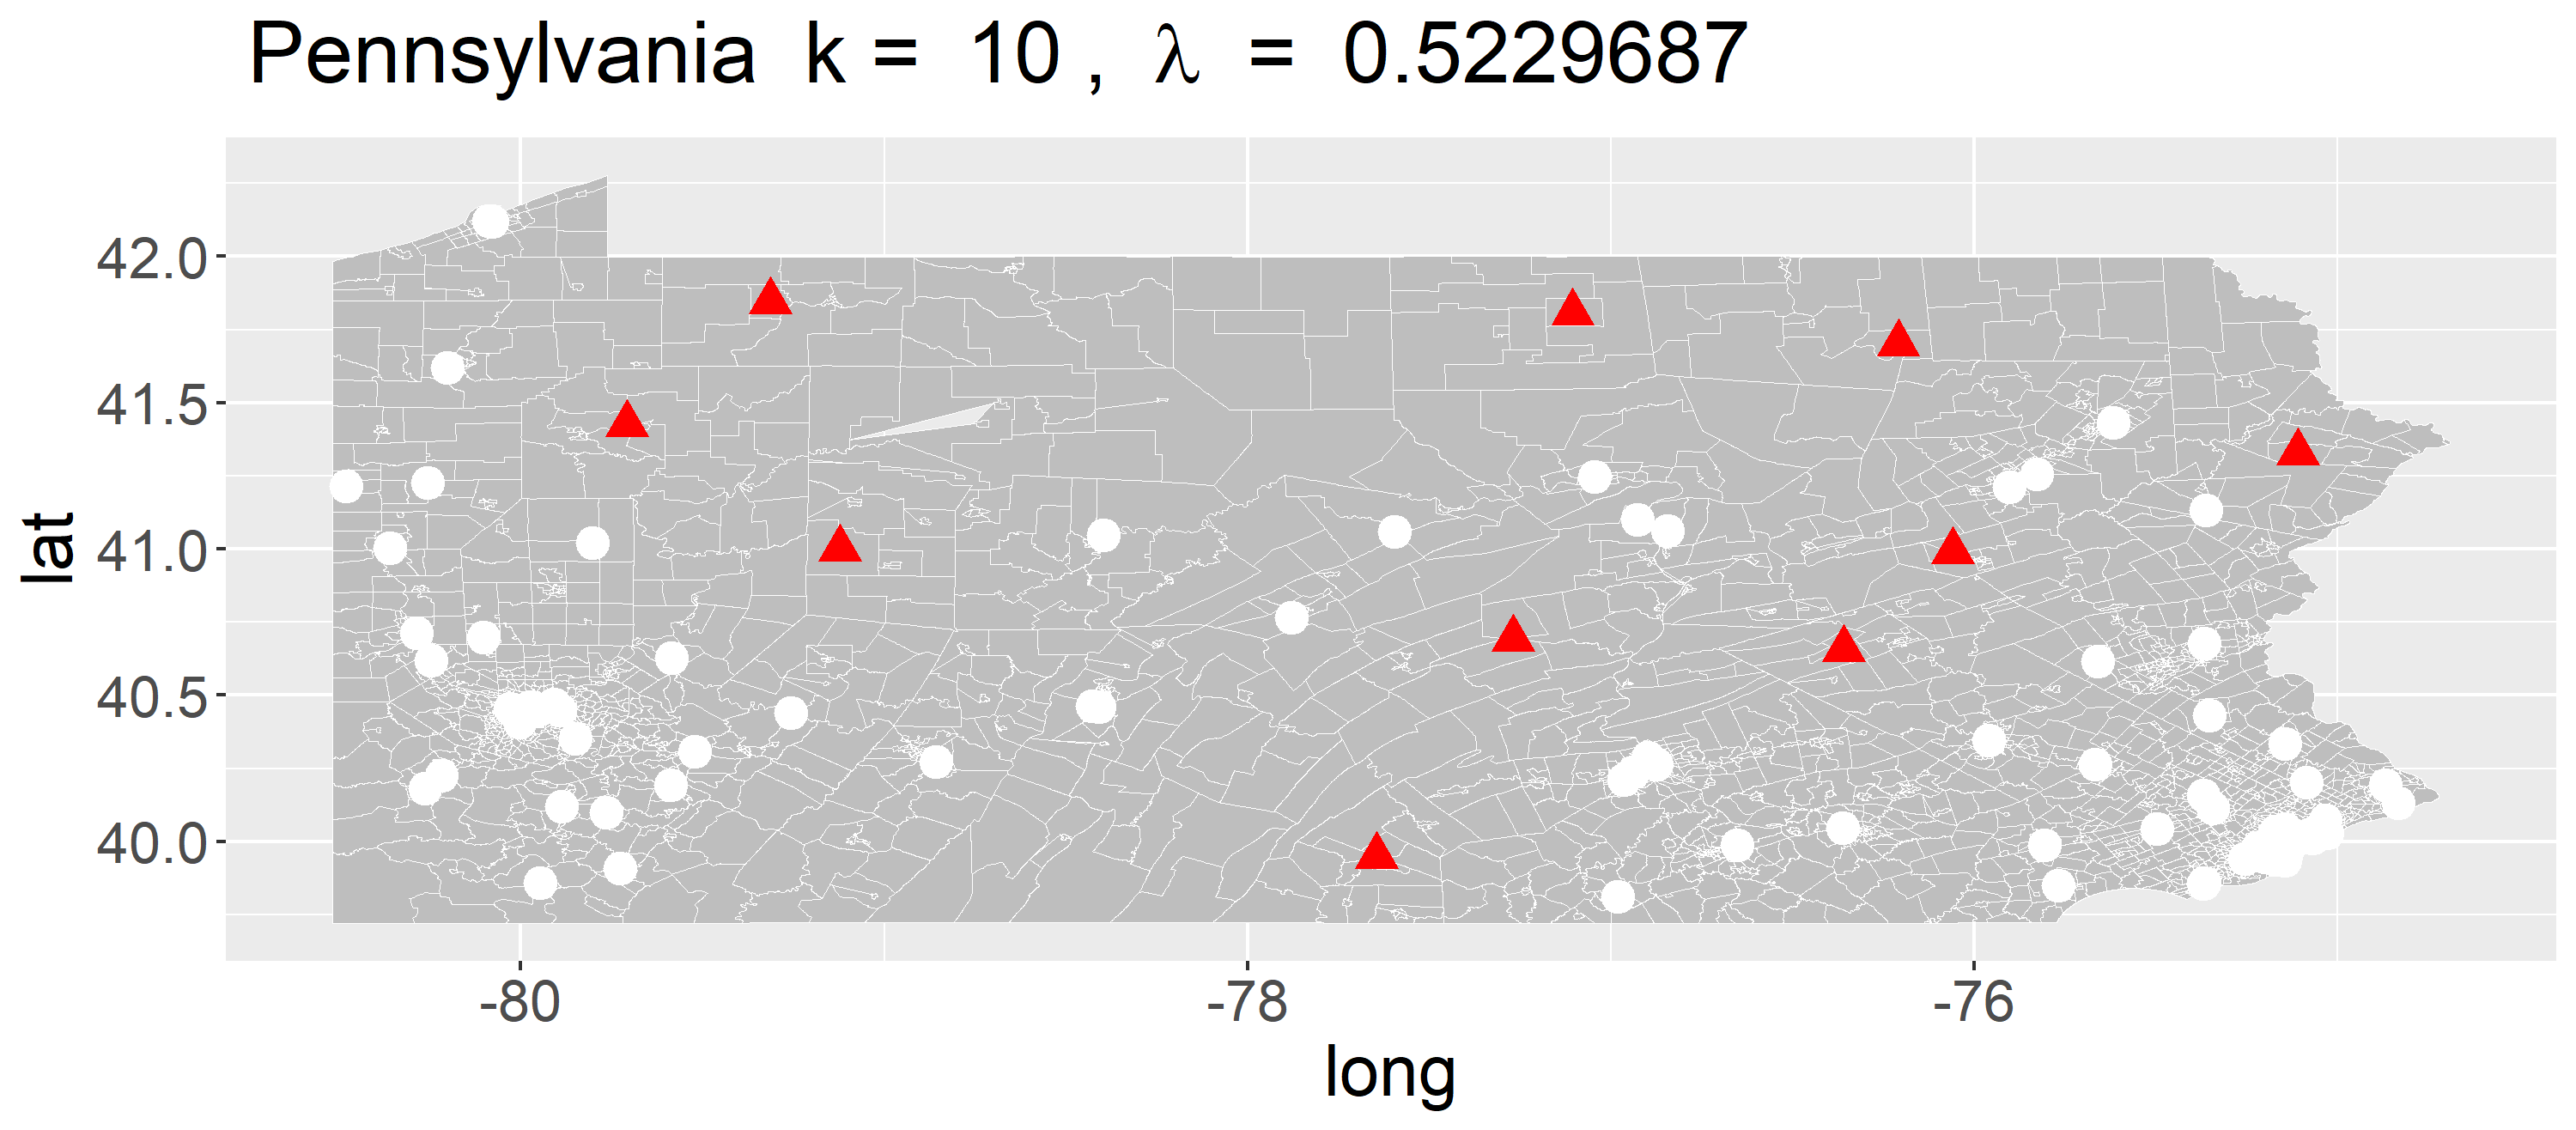 Pennsylvania k = 10 , λ = 0.5229687
42.0
41.5
41.0
40.5
40.0
lat
-80 -78 -76
long